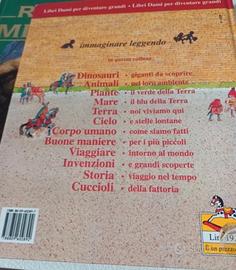 • Libri Dami per diventare grandi • Libri Dami per diventare grandi •
immaginare leggendo
in questa collana
Dinosauri • giganti da scoprire
Animali • nel loro ambiente
Piante • il verde della Terra
Mare • il blu della Terra
Terra • noi viviamo qui
Cielo • e stelle lontane
Corpo umano • come siamo fatti
Buone maniere • per i più piccoli
Viaggiare • intorno al mondo
Invenzioni • e grandi scoperte
Storia • viaggio nel tempo
Cuccioli • della fattoria